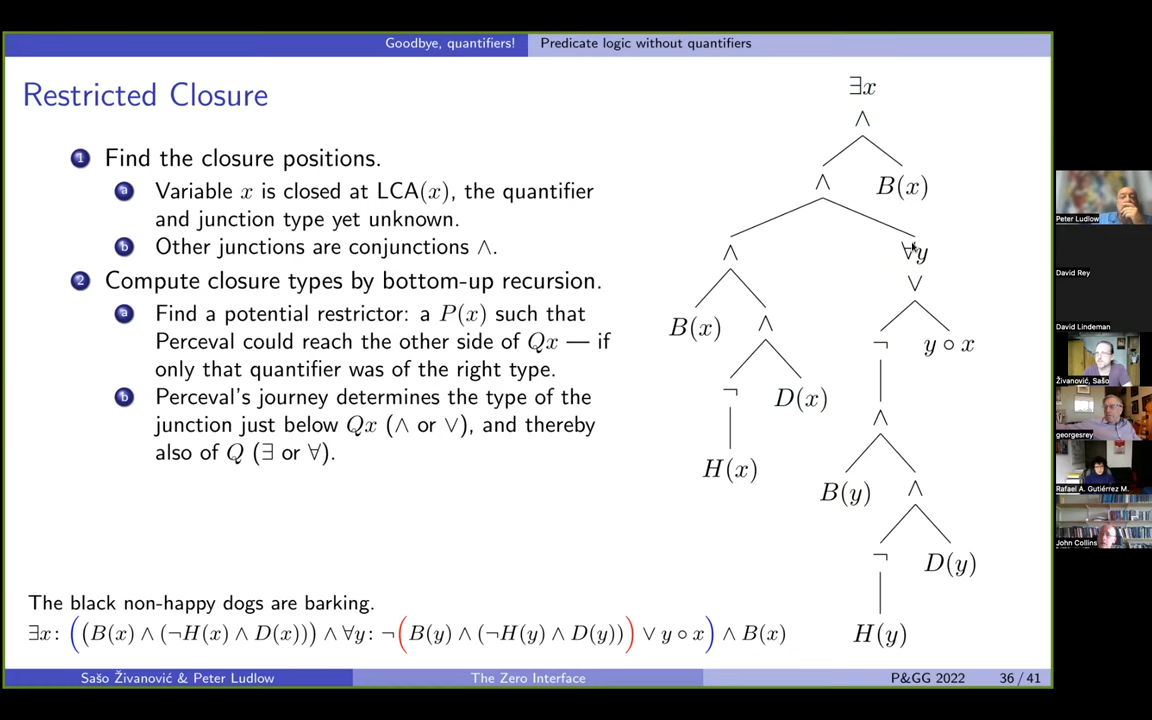 Goodbye, quantifiers! Predicate logic without quantifiers
Restricted Closure
1 Find the closure positions.
a Variable x is closed at LCA(x), the quantifier
and junction type yet unknown.
b Other junctions are conjunctions ∧.
2 Compute closure types by bottom-up recursion.
a Find a potential restrictor: a P(x) such that
Perceval could reach the other side of Qx — if
only that quantifier was of the right type.
b Perceval's journey determines the type of the
junction just below Qx (∧ or ∨), and thereby
also of Q (∃ or ∀).
∃x
∧
∧ B(x)
∧ ∀y
∨
B(x) ∧ ¬ y ∘ x
¬ D(x) ∧
H(x) B(y) ∧
¬ D(y)
H(y)
The black non-happy dogs are barking.
∃x: ((B(x) ∧ (¬H(x) ∧ D(x))) ∧ ∀y: ¬(B(y) ∧ (¬H(y) ∧ D(y))) ∨ y ∘ x) ∧ B(x)
Sašo Živanović & Peter Ludlow The Zero Interface P&GG 2022 36 / 41
Peter Ludlow
David Rey
David Lindeman
Živanović, Sašo
georgesrey
Rafael A. Gutiérrez M.
John Collins